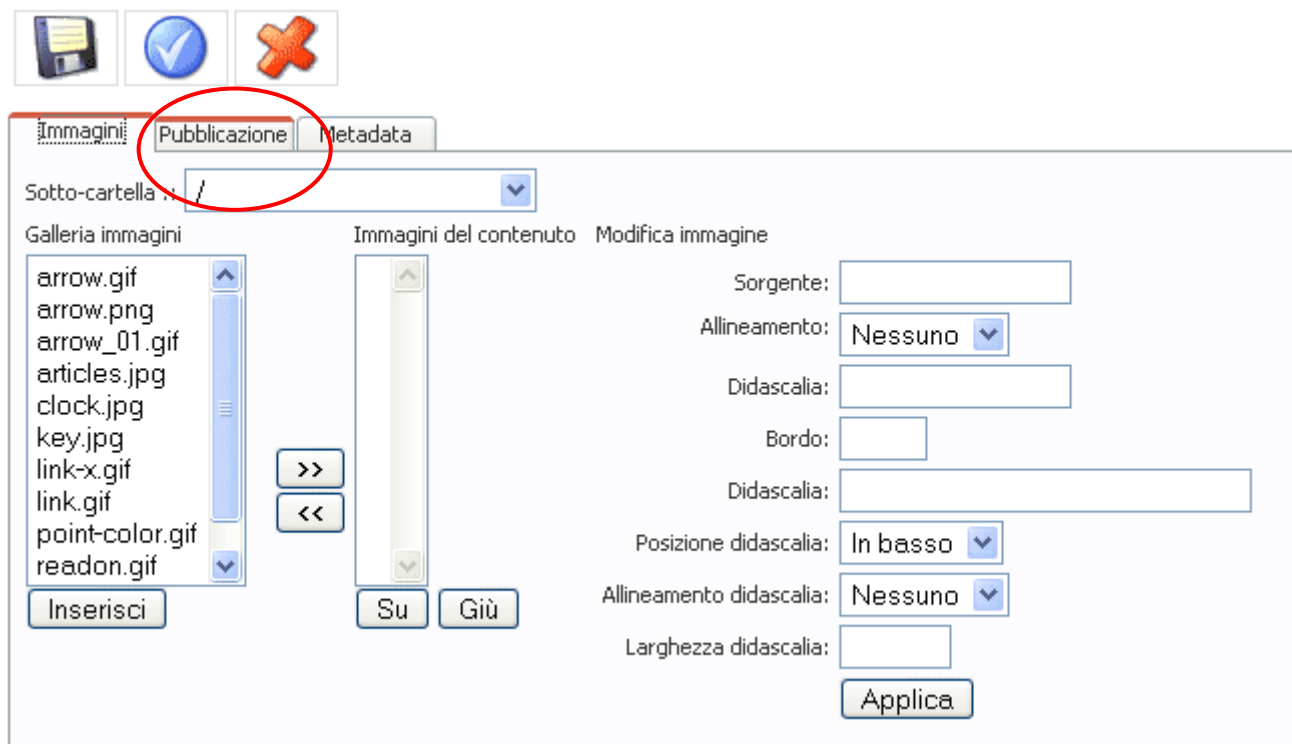 Immagini Pubblicazione Metadata
Sotto-cartella :: /
Galleria immagini Immagini del contenuto Modifica immagine
arrow.gif
arrow.png
arrow_01.gif
articles.jpg
clock.jpg
key.jpg
link-x.gif
link.gif
point-color.gif
readon.gif
>>
<<
Inserisci
Su Giù
Sorgente:
Allineamento: Nessuno
Didascalia:
Bordo:
Didascalia:
Posizione didascalia: In basso
Allineamento didascalia: Nessuno
Larghezza didascalia:
Applica